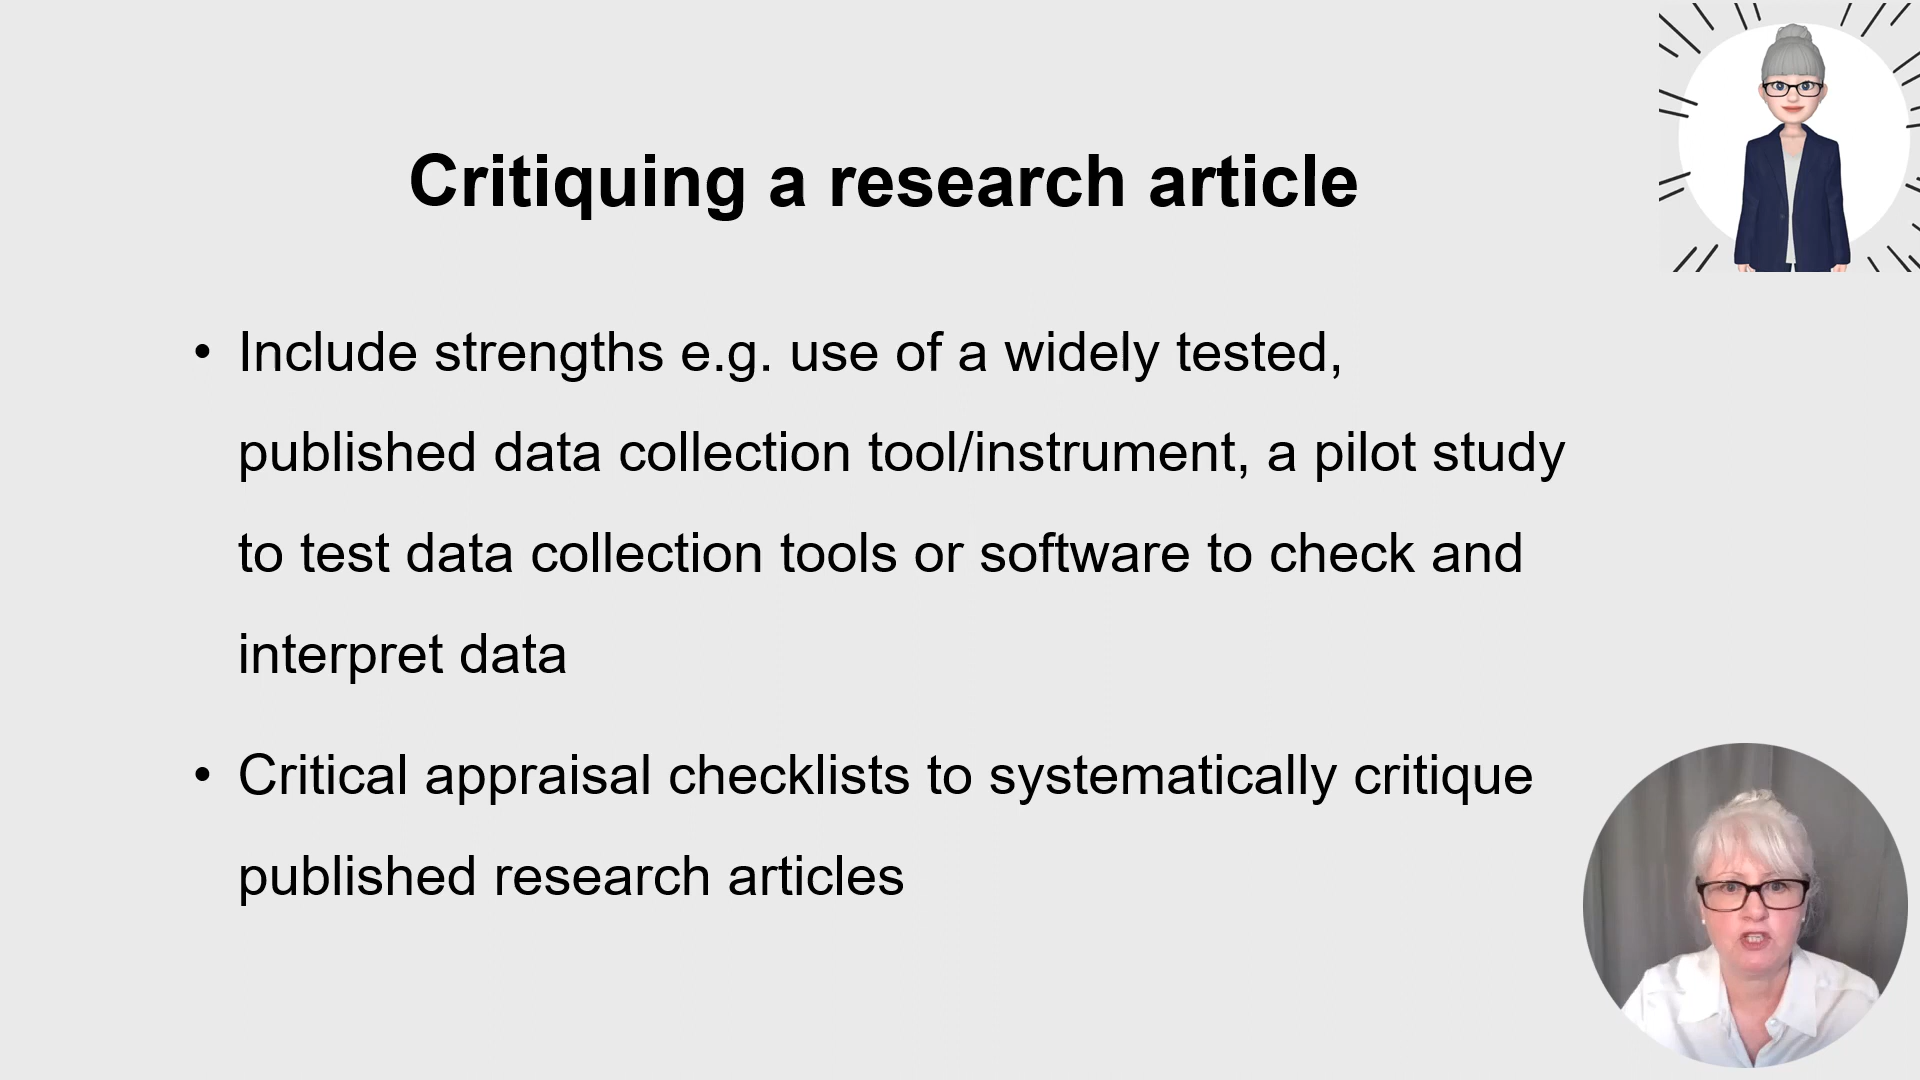 Critiquing a research article
• Include strengths e.g. use of a widely tested,
published data collection tool/instrument, a pilot study
to test data collection tools or software to check and
interpret data
• Critical appraisal checklists to systematically critique
published research articles